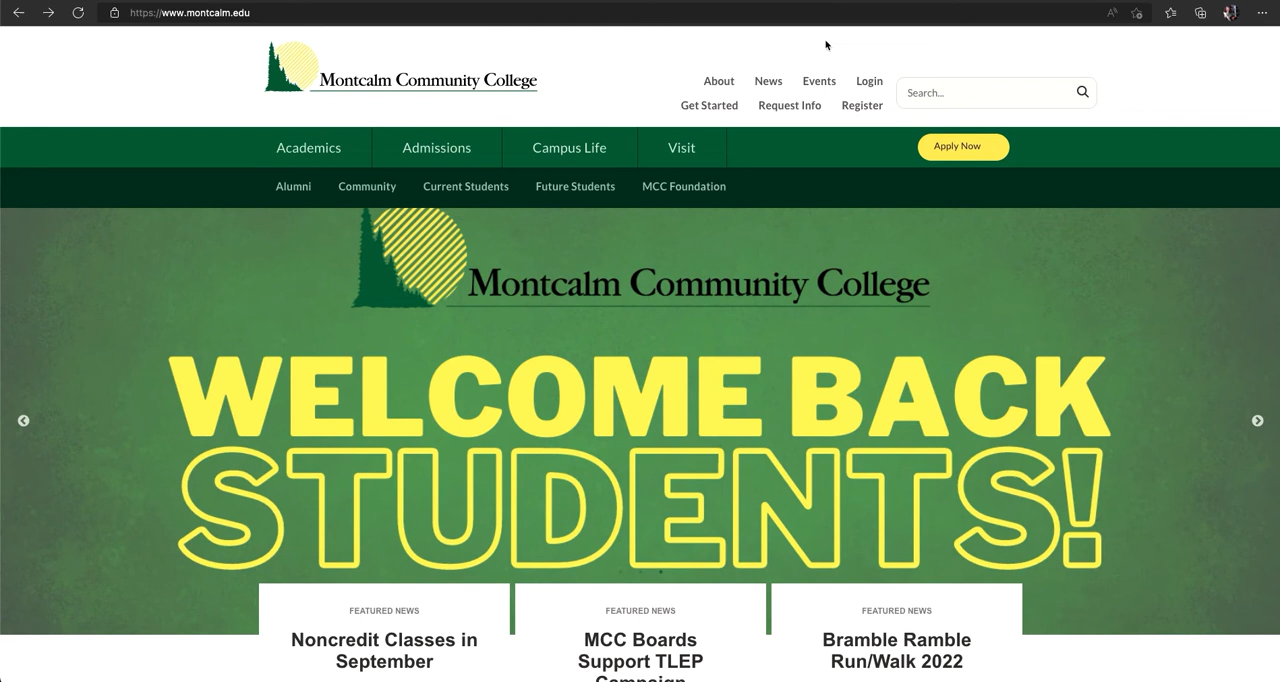 https://www.montcalm.edu
Montcalm Community College
About News Events Login
Get Started Request Info Register
Search...
Academics Admissions Campus Life Visit
Apply Now
Alumni Community Current Students Future Students MCC Foundation
Montcalm Community College
WELCOME BACK
STUDENTS!
FEATURED NEWS
Noncredit Classes in
September
FEATURED NEWS
MCC Boards
Support TLEP
Campaign
FEATURED NEWS
Bramble Ramble
Run/Walk 2022